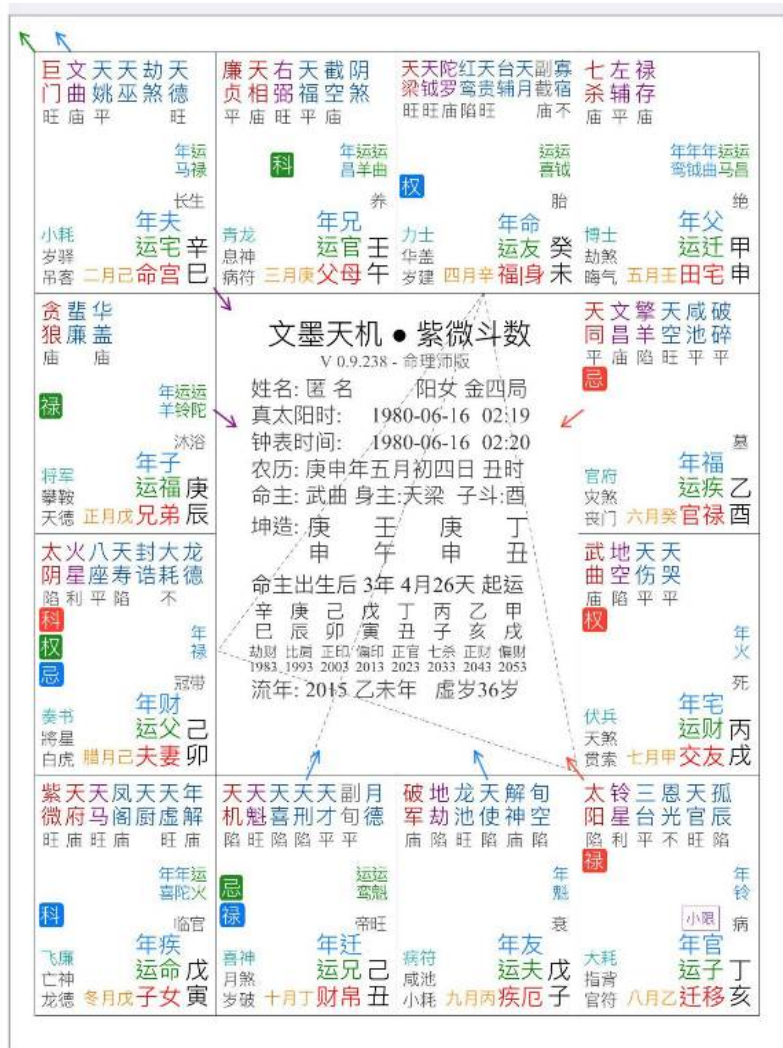 巨文天天劫天
门曲姚巫煞德
旺庙平　　旺
年运
马禄
长生
小耗
岁驿
吊客
年夫
运宅
二月己
命宫
辛
巳
廉天右天截阴
贞相弼福空煞
平庙旺平庙
科
年运运
昌羊曲
养
青龙
息神
病符
年兄
运官
三月庚
父母
壬
午
天天陀红天台天副寡
梁钺罗鸾贵辅月截宿
旺旺庙陷旺　　庙不
权
运运
喜钺
胎
力士
华盖
岁建
年命
运友
四月辛
福|身
癸
未
七左禄
杀辅存
庙平庙
年年年运运
鸾钺曲马昌
绝
博士
劫煞
晦气
年父
运迁
五月壬
田宅
甲
申
贪蜚华
狼廉盖
庙　庙
禄
年运运
羊铃陀
沐浴
将军
攀鞍
天德
年子
运福
正月戊
兄弟
庚
辰
文墨天机 ● 紫微斗数
V 0.9.238 - 命理师版
姓名: 匿 名　阳女 金四局
真太阳时: 1980-06-16 02:19
钟表时间: 1980-06-16 02:20
农历: 庚申年五月初四日 丑时
命主: 武曲 身主:天梁 子斗:酉
坤造: 庚 壬 庚 丁
申 午 申 丑
命主出生后 3年 4月26天 起运
辛 庚 己 戊 丁 丙 乙 甲
巳 辰 卯 寅 丑 子 亥 戌
劫财 比肩 正印 偏印 正官 七杀 正财 偏财
1983 1993 2003 2013 2023 2033 2043 2053
流年: 2015 乙未年 虚岁36岁
天文擎天咸破
同昌羊空池碎
平庙陷旺平平
忌
墓
官府
灾煞
丧门
年福
运疾
六月癸
官禄
乙
酉
太火八天封大龙
阴星座寿诰耗德
陷利平陷　不
科
权
忌
年
禄
冠带
奏书
將星
白虎
年财
运父
腊月己
夫妻
己
卯
武地天天
曲空伤哭
庙陷平平
权
年
火
死
伏兵
天煞
贯索
年宅
运财
七月甲
交友
丙
戌
紫天天凤天天年
微府马阁厨虚解
旺庙旺庙　旺庙
科
年年运
喜陀火
临官
飞廉
亡神
龙德
年疾
运命
冬月戊
子女
戊
寅
天天天天天副月
机魁喜刑才旬德
陷旺陷陷平平
忌
禄
运运
鸾魁
帝旺
喜神
月煞
岁破
年迁
运兄
十月丁
财帛
己
丑
破地龙天解旬
军劫池使神空
庙陷旺陷庙陷
年
魁
衰
病符
咸池
小耗
年友
运夫
九月丙
疾厄
戊
子
太铃三恩天孤
阳星台光官辰
陷利平不旺陷
禄
年
铃
小限
病
大耗
指背
官符
年官
运子
八月乙
迁移
丁
亥